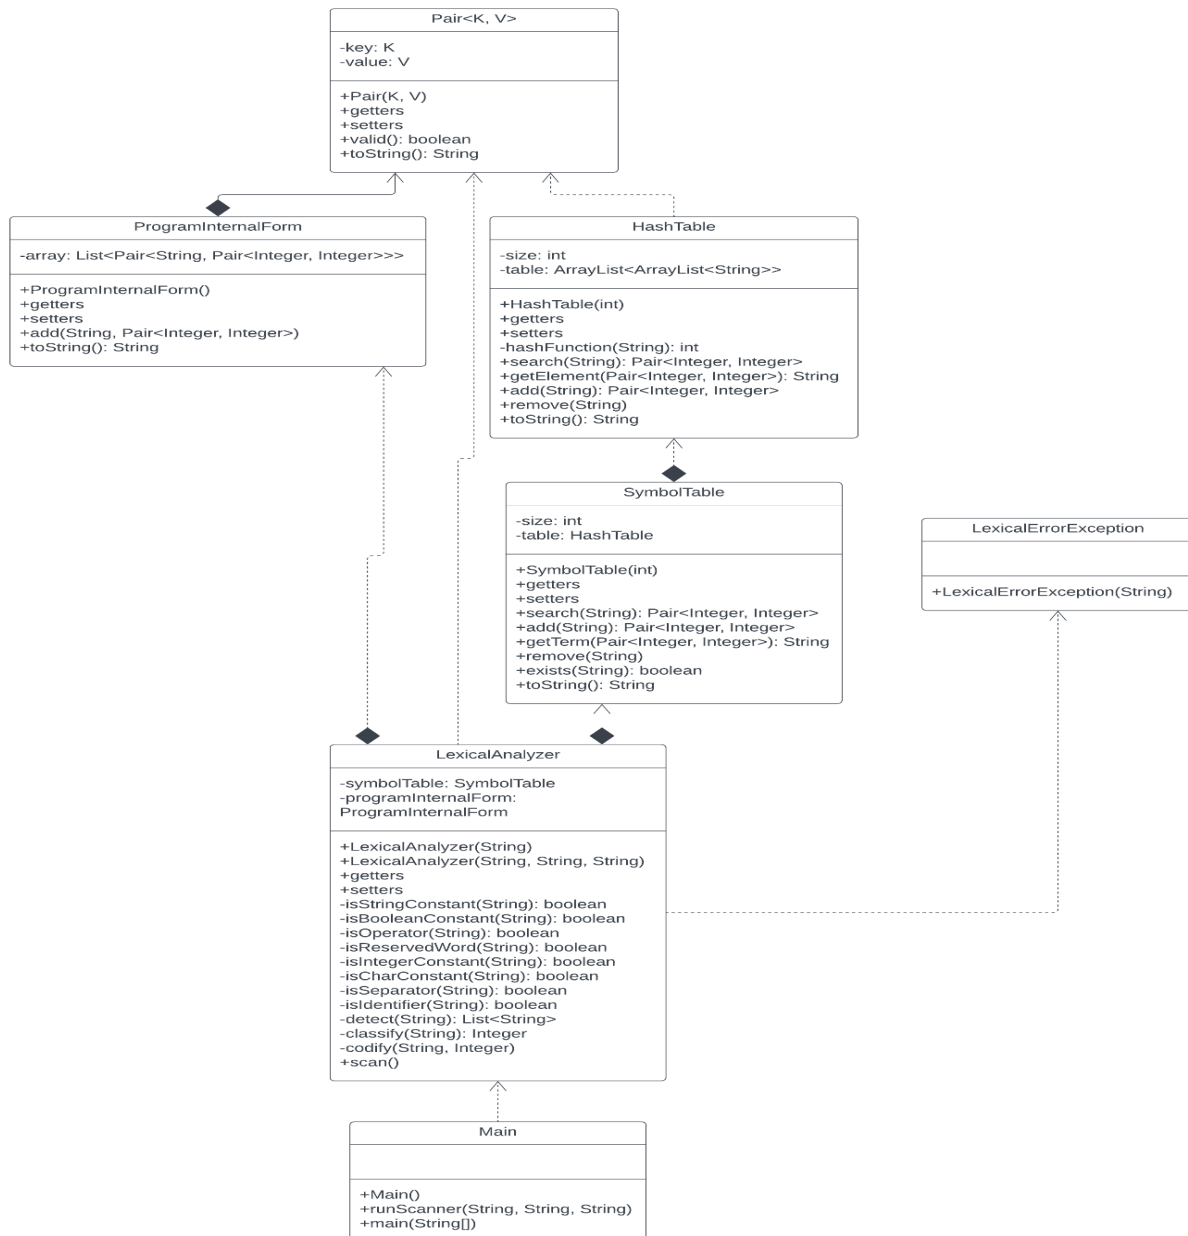 Pair<K, V>
-key: K
-value: V
+Pair(K, V)
+getters
+setters
+valid(): boolean
+toString(): String
ProgramInternalForm
-array: List<Pair<String, Pair<Integer, Integer>>>
+ProgramInternalForm()
+getters
+setters
+add(String, Pair<Integer, Integer>)
+toString(): String
HashTable
-size: int
-table: ArrayList<ArrayList<String>>
+HashTable(int)
+getters
+setters
-hashFunction(String): int
+search(String): Pair<Integer, Integer>
+getElement(Pair<Integer, Integer>): String
+add(String): Pair<Integer, Integer>
+remove(String)
+toString(): String
SymbolTable
-size: int
-table: HashTable
+SymbolTable(int)
+getters
+setters
+search(String): Pair<Integer, Integer>
+add(String): Pair<Integer, Integer>
+getTerm(Pair<Integer, Integer>): String
+remove(String)
+exists(String): boolean
+toString(): String
LexicalErrorException
+LexicalErrorException(String)
LexicalAnalyzer
-symbolTable: SymbolTable
-programInternalForm:
ProgramInternalForm
+LexicalAnalyzer(String)
+LexicalAnalyzer(String, String, String)
+getters
+setters
-isStringConstant(String): boolean
-isBooleanConstant(String): boolean
-isOperator(String): boolean
-isReservedWord(String): boolean
-isIntegerConstant(String): boolean
-isCharConstant(String): boolean
-isSeparator(String): boolean
-isIdentifier(String): boolean
-detect(String): List<String>
-classify(String): Integer
-codify(String, Integer)
+scan()
Main
+Main()
+runScanner(String, String, String)
+main(String[])